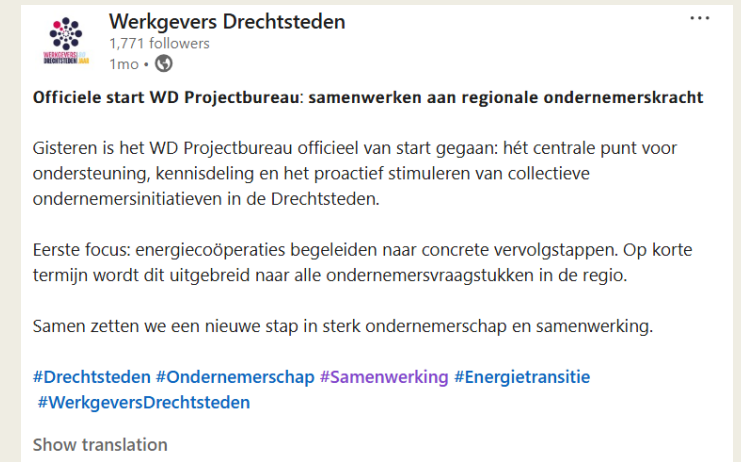 Werkgevers Drechtsteden
1,771 followers
1mo •
WERKGEVERS
DRECHTSTEDEN
Officiele start WD Projectbureau: samenwerken aan regionale ondernemerskracht
Gisteren is het WD Projectbureau officieel van start gegaan: hét centrale punt voor
ondersteuning, kennisdeling en het proactief stimuleren van collectieve
ondernemersinitiatieven in de Drechtsteden.
Eerste focus: energiecoöperaties begeleiden naar concrete vervolgstappen. Op korte
termijn wordt dit uitgebreid naar alle ondernemersvraagstukken in de regio.
Samen zetten we een nieuwe stap in sterk ondernemerschap en samenwerking.
#Drechtsteden #Ondernemerschap #Samenwerking #Energietransitie
#WerkgeversDrechtsteden
Show translation